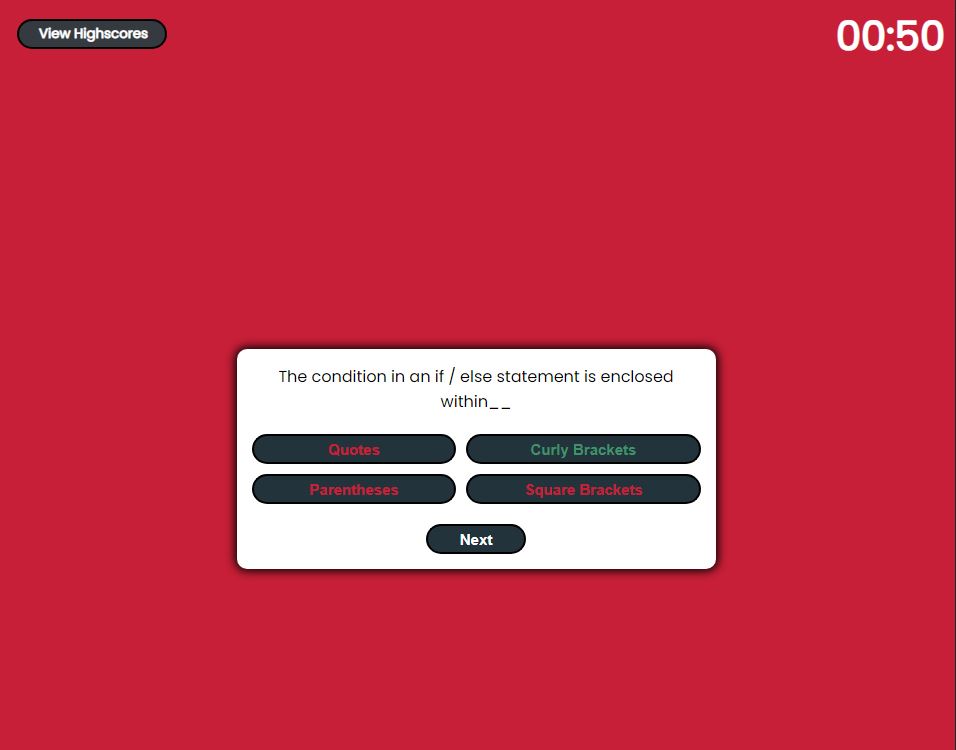 View Highscores
00:50
The condition in an if / else statement is enclosed
within__
Quotes
Curly Brackets
Parentheses
Square Brackets
Next